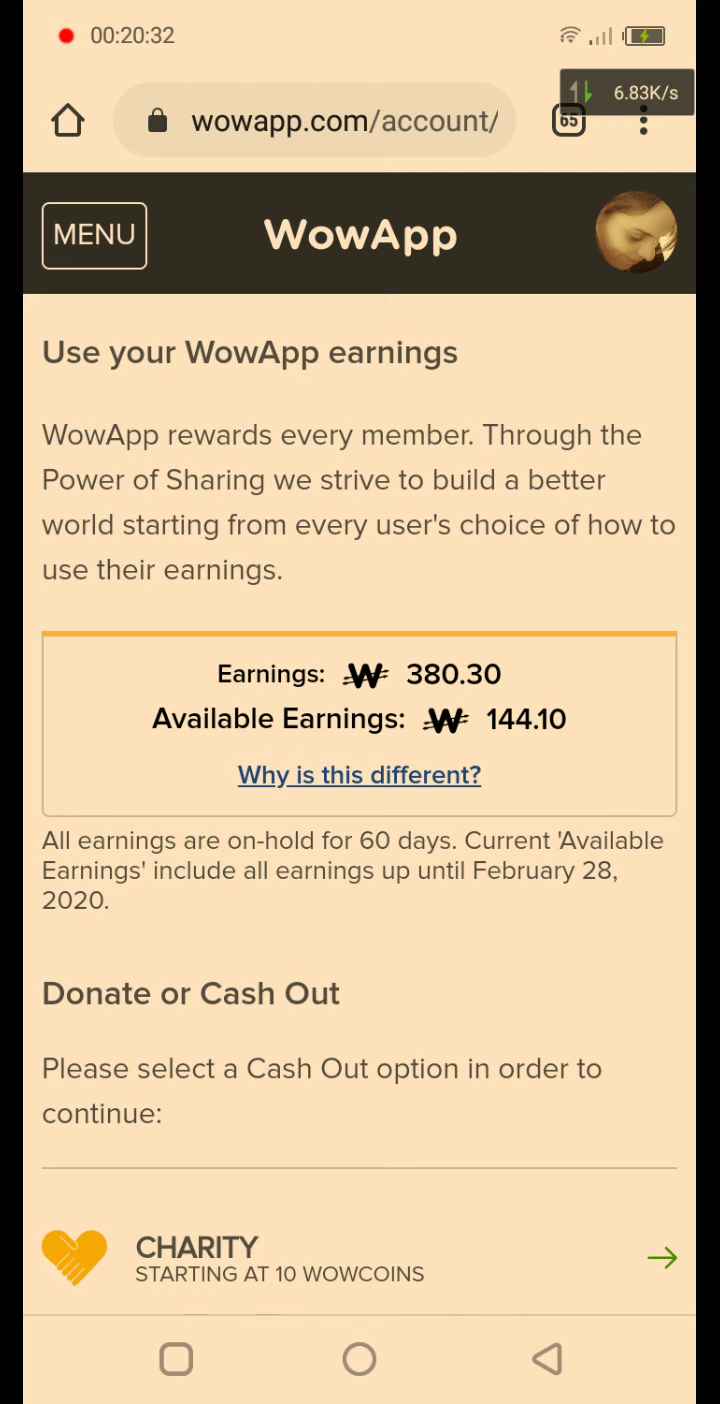 00:20:32
6.83K/s
wowapp.com/account/
65
MENU
WowApp
Use your WowApp earnings
WowApp rewards every member. Through the
Power of Sharing we strive to build a better
world starting from every user's choice of how to
use their earnings.
Earnings: W 380.30
Available Earnings: W 144.10
Why is this different?
All earnings are on-hold for 60 days. Current 'Available
Earnings' include all earnings up until February 28,
2020.
Donate or Cash Out
Please select a Cash Out option in order to
continue:
CHARITY
STARTING AT 10 WOWCOINS